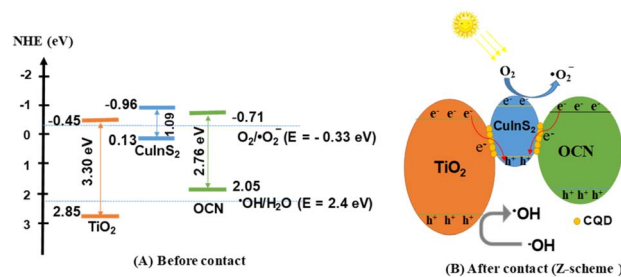 NHE (eV)
-2
-1
0
1
2
3
-0.45
3.30 eV
2.85
TiO₂
-0.96
1.09
0.13
CuInS₂
-0.71
2.76 eV
2.05
OCN
O₂/•O₂⁻ (E = - 0.33 eV)
•OH/H₂O (E = 2.4 eV)
(A) Before contact
O₂
•O₂⁻
e⁻ e⁻
e⁻ e⁻ e⁻
e⁻ e⁻ e⁻
CuInS₂
e⁻
e⁻
h⁺ h⁺
TiO₂
OCN
h⁺ h⁺ h⁺
h⁺ h⁺ h⁺
•OH
CQD
-OH
(B) After contact (Z-scheme )